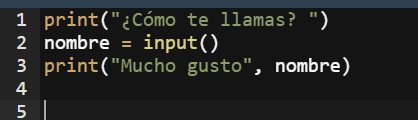 1 print("¿Cómo te llamas? ")
2 nombre = input()
3 print("Mucho gusto", nombre)
4
5